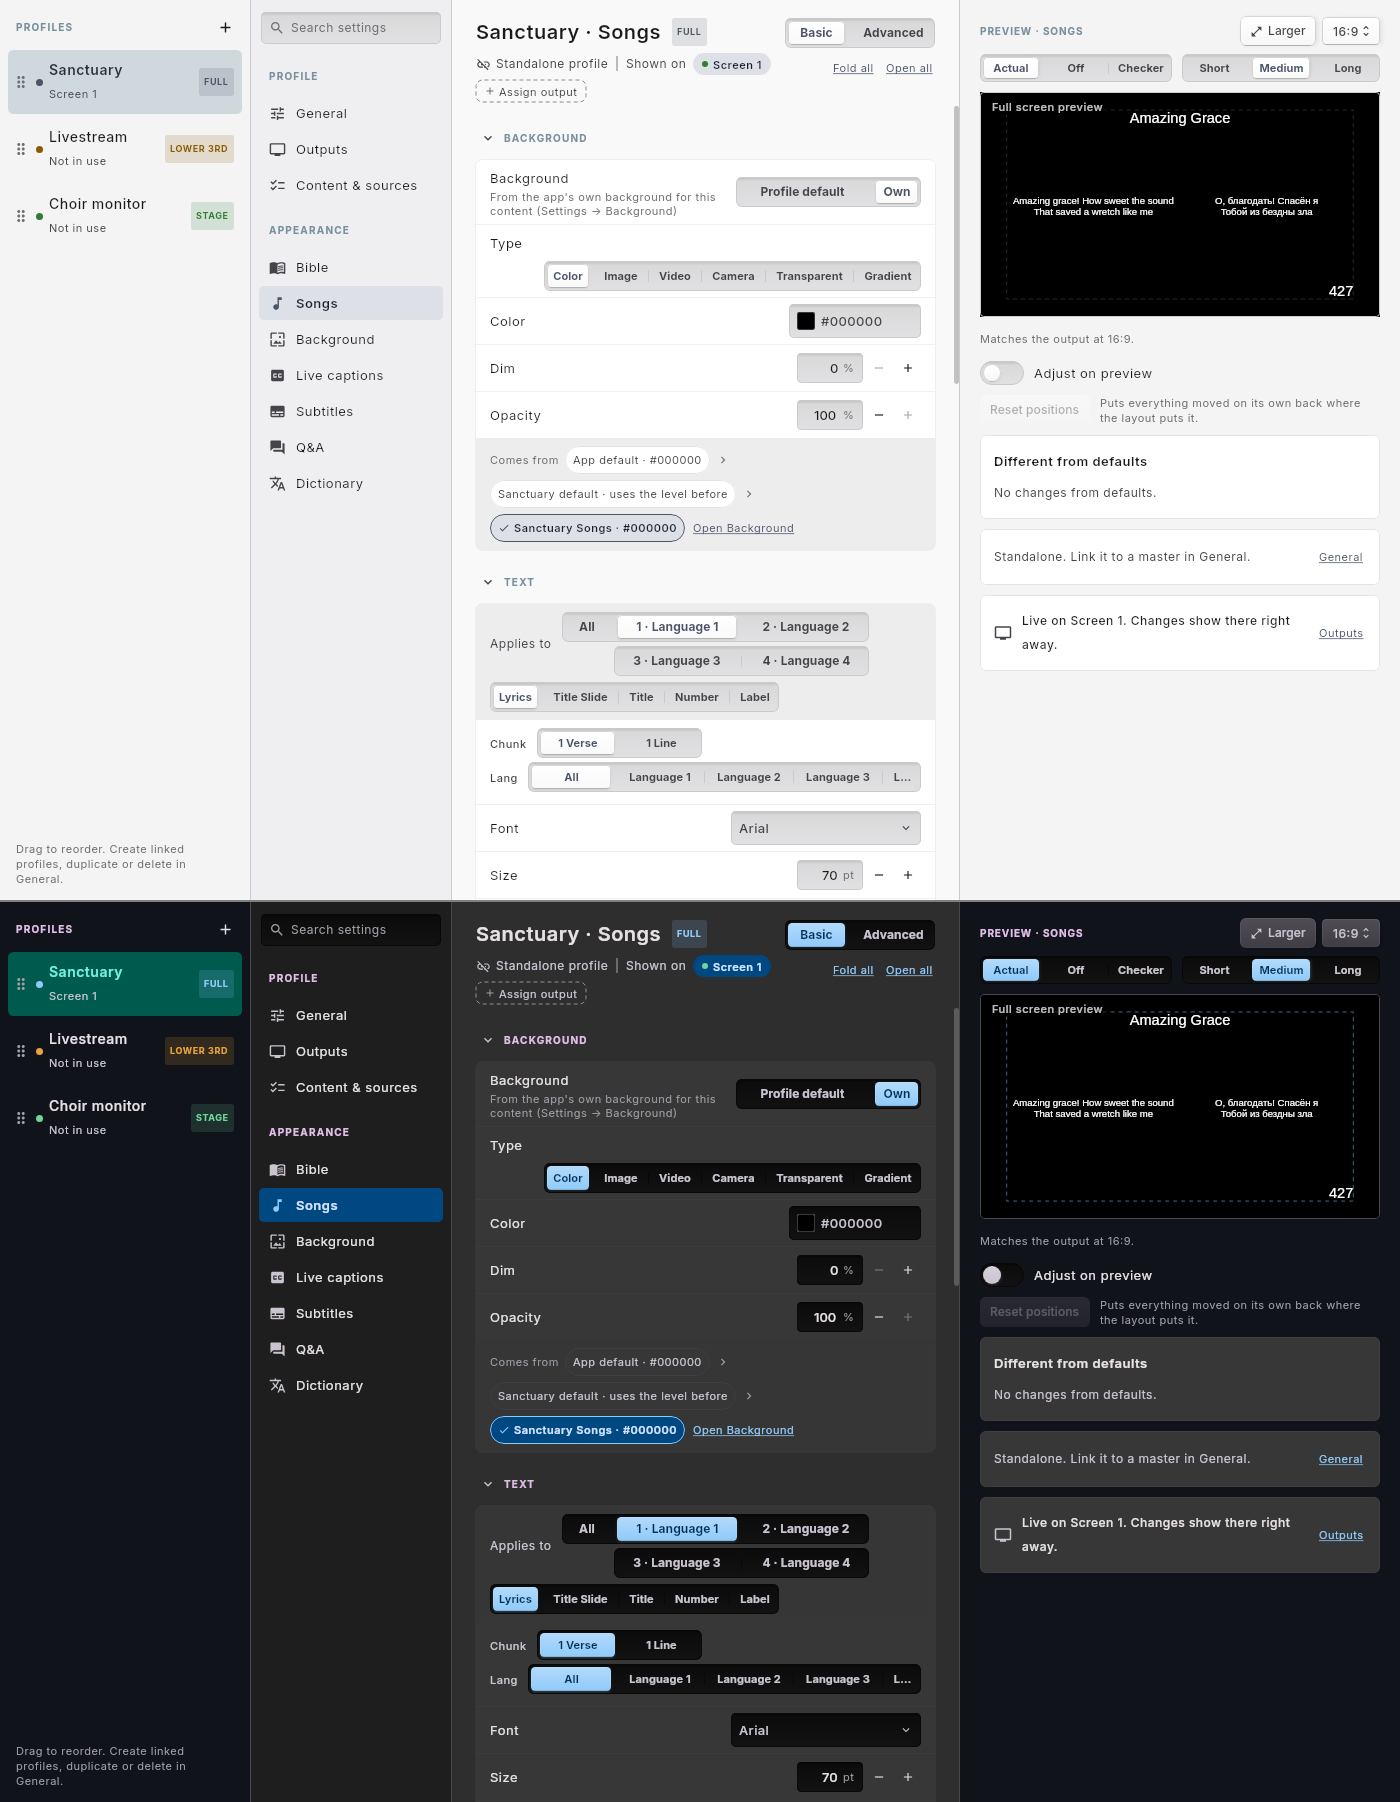 PROFILES
Sanctuary
Screen 1
FULL
Livestream
Not in use
LOWER 3RD
Choir monitor
Not in use
STAGE
Drag to reorder. Create linked
profiles, duplicate or delete in
General.
Search settings
PROFILE
General
Outputs
Content & sources
APPEARANCE
Bible
Songs
Background
Live captions
Subtitles
Q&A
Dictionary
Sanctuary · Songs FULL
Basic Advanced
Standalone profile | Shown on Screen 1
Fold all Open all
+ Assign output
BACKGROUND
Background
From the app's own background for this
content (Settings → Background)
Profile default Own
Type
Color Image Video Camera Transparent Gradient
Color #000000
Dim 0 % − +
Opacity 100 % − +
Comes from App default · #000000 >
Sanctuary default · uses the level before >
✓ Sanctuary Songs · #000000 Open Background
TEXT
Applies to All 1 · Language 1 2 · Language 2
3 · Language 3 4 · Language 4
Lyrics Title Slide Title Number Label
Chunk 1 Verse 1 Line
Lang All Language 1 Language 2 Language 3 L...
Font Arial
Size 70 pt − +
PREVIEW · SONGS
Larger 16:9
Actual Off Checker Short Medium Long
Full screen preview
Amazing Grace
Amazing grace! How sweet the sound
That saved a wretch like me
О, благодать! Спасён я
Тобой из бездны зла
427
Matches the output at 16:9.
Adjust on preview
Reset positions
Puts everything moved on its own back where
the layout puts it.
Different from defaults
No changes from defaults.
Standalone. Link it to a master in General. General
Live on Screen 1. Changes show there right
away.
Outputs
PROFILES
Sanctuary
Screen 1
FULL
Livestream
Not in use
LOWER 3RD
Choir monitor
Not in use
STAGE
Drag to reorder. Create linked
profiles, duplicate or delete in
General.
Search settings
PROFILE
General
Outputs
Content & sources
APPEARANCE
Bible
Songs
Background
Live captions
Subtitles
Q&A
Dictionary
Sanctuary · Songs FULL
Basic Advanced
Standalone profile | Shown on Screen 1
Fold all Open all
+ Assign output
BACKGROUND
Background
From the app's own background for this
content (Settings → Background)
Profile default Own
Type
Color Image Video Camera Transparent Gradient
Color #000000
Dim 0 % − +
Opacity 100 % − +
Comes from App default · #000000 >
Sanctuary default · uses the level before >
✓ Sanctuary Songs · #000000 Open Background
TEXT
Applies to All 1 · Language 1 2 · Language 2
3 · Language 3 4 · Language 4
Lyrics Title Slide Title Number Label
Chunk 1 Verse 1 Line
Lang All Language 1 Language 2 Language 3 L...
Font Arial
Size 70 pt − +
PREVIEW · SONGS
Larger 16:9
Actual Off Checker Short Medium Long
Full screen preview
Amazing Grace
Amazing grace! How sweet the sound
That saved a wretch like me
О, благодать! Спасён я
Тобой из бездны зла
427
Matches the output at 16:9.
Adjust on preview
Reset positions
Puts everything moved on its own back where
the layout puts it.
Different from defaults
No changes from defaults.
Standalone. Link it to a master in General. General
Live on Screen 1. Changes show there right
away.
Outputs